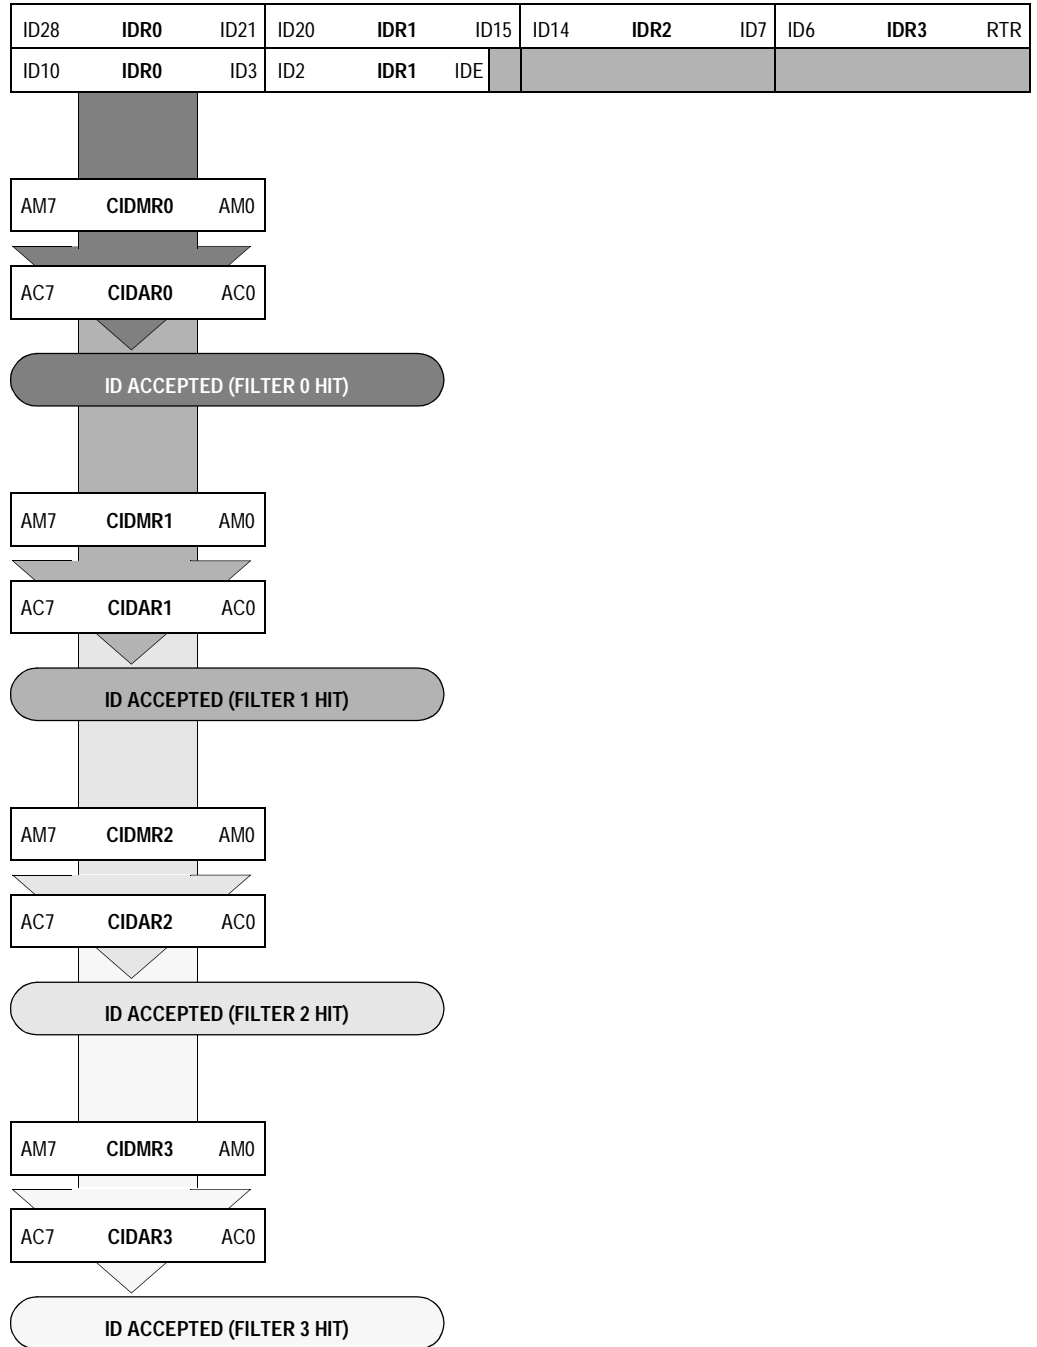 ID28 IDR0 ID21 ID20 IDR1 ID15 ID14 IDR2 ID7 ID6 IDR3 RTR
ID10 IDR0 ID3 ID2 IDR1 IDE
AM7 CIDMR0 AM0
AC7 CIDAR0 AC0
ID ACCEPTED (FILTER 0 HIT)
AM7 CIDMR1 AM0
AC7 CIDAR1 AC0
ID ACCEPTED (FILTER 1 HIT)
AM7 CIDMR2 AM0
AC7 CIDAR2 AC0
ID ACCEPTED (FILTER 2 HIT)
AM7 CIDMR3 AM0
AC7 CIDAR3 AC0
ID ACCEPTED (FILTER 3 HIT)